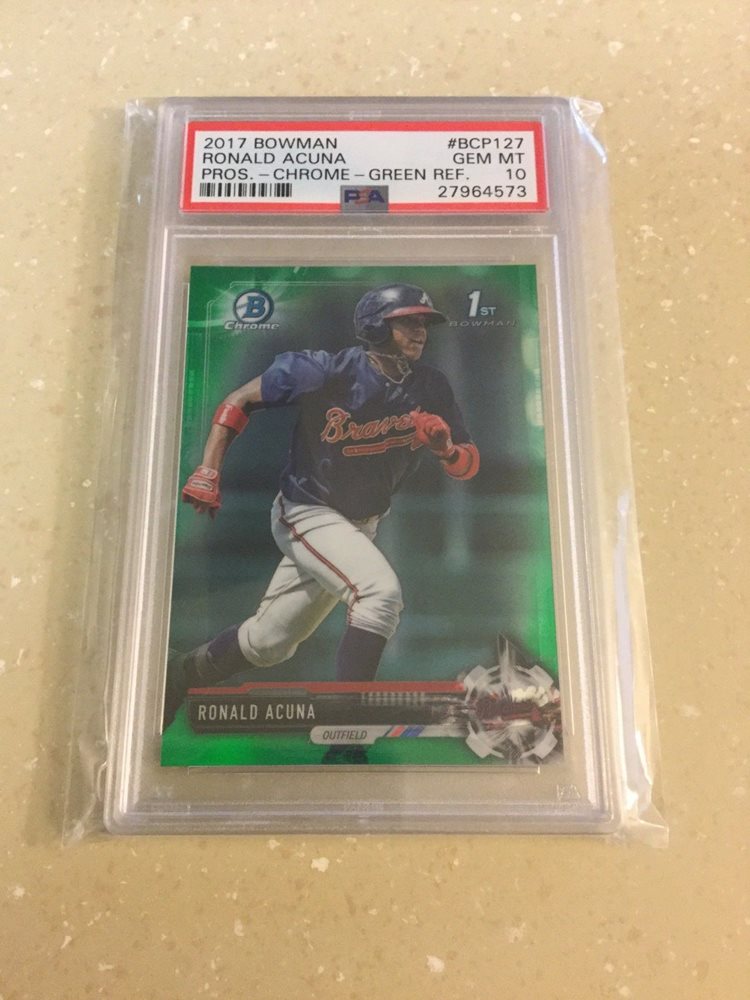 2017 BOWMAN #BCP127
RONALD ACUNA GEM MT
PROS. – CHROME – GREEN REF. 10
PSA 27964573
B
Chrome
1ST
BOWMAN
A
Braves
RONALD ACUNA
OUTFIELD